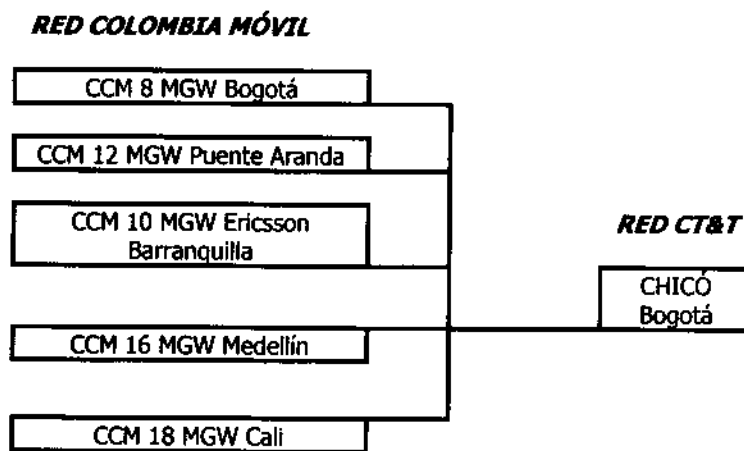 RED COLOMBIA MÓVIL
CCM 8 MGW Bogotá
CCM 12 MGW Puente Aranda
CCM 10 MGW Ericsson
Barranquilla
RED CT&T
CHICÓ
Bogotá
CCM 16 MGW Medellín
CCM 18 MGW Cali